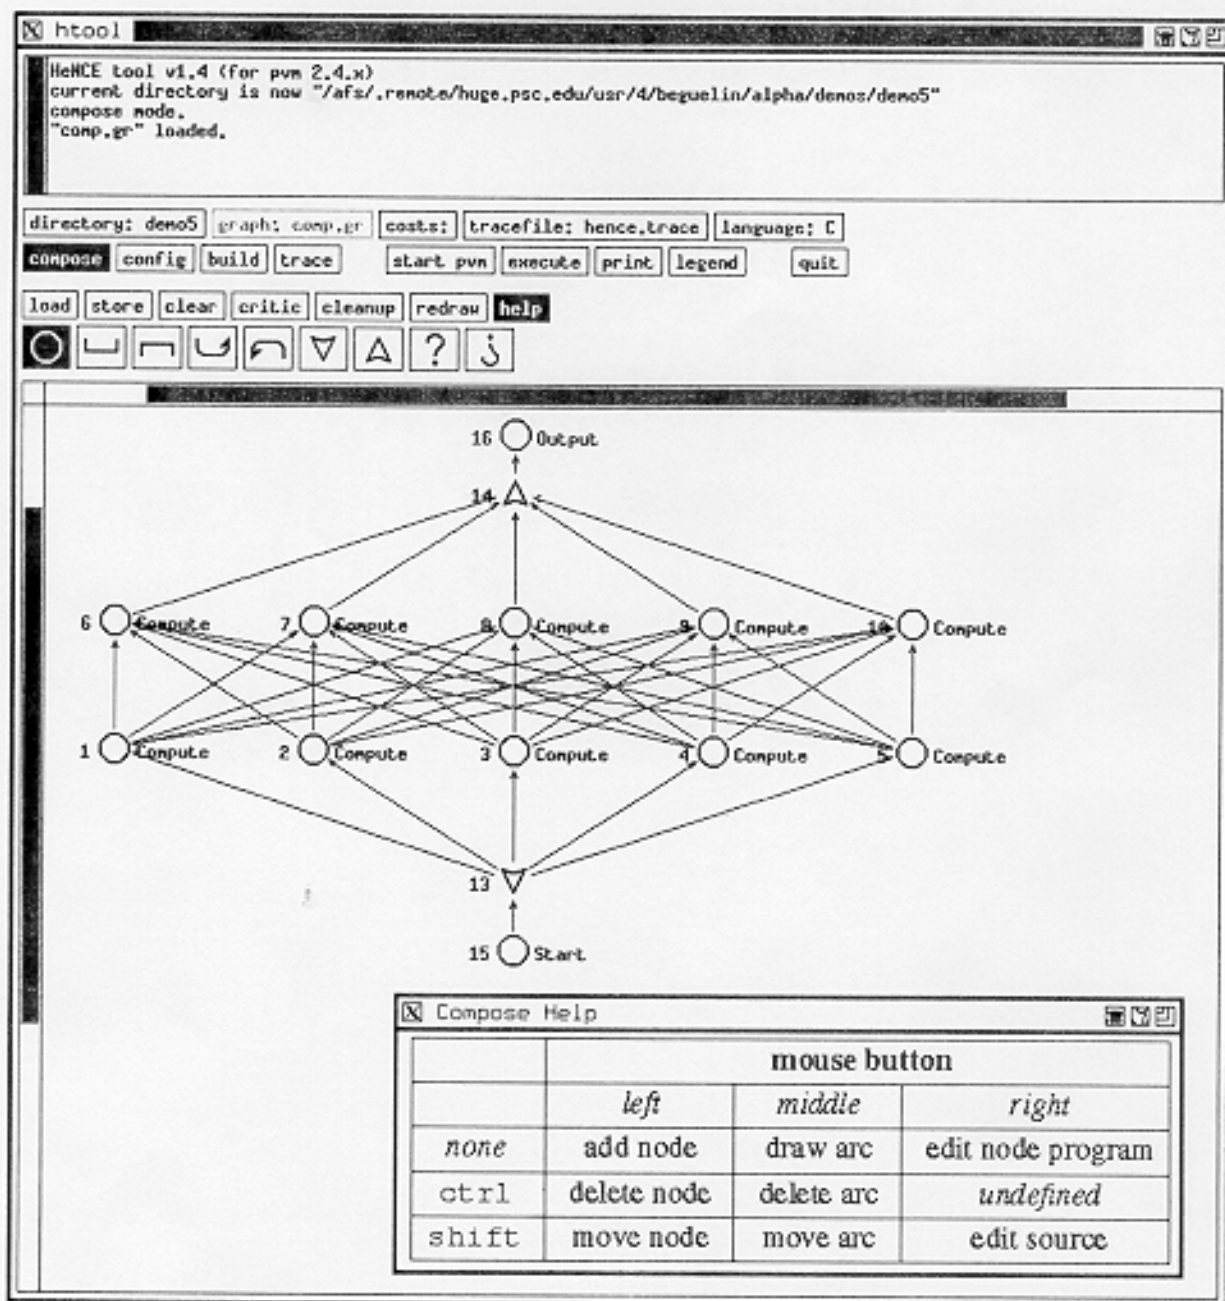 htool
HeNCE tool v1.4 (for pvm 2.4.x)
current directory is now "/afs/.remote/huge.psc.edu/usr/4/beguelin/alpha/demos/demo5"
compose mode.
"comp.gr" loaded.
directory: demo5 graph: comp.gr costs: tracefile: hence.trace language: C
compose config build trace start pvm execute print legend quit
load store clear critic cleanup redraw help
?
16 Output
14
6 Compute 7 Compute 8 Compute 9 Compute 10 Compute
1 Compute 2 Compute 3 Compute 4 Compute 5 Compute
13
15 Start
Compose Help
mouse button
left middle right
none add node draw arc edit node program
ctrl delete node delete arc undefined
shift move node move arc edit source